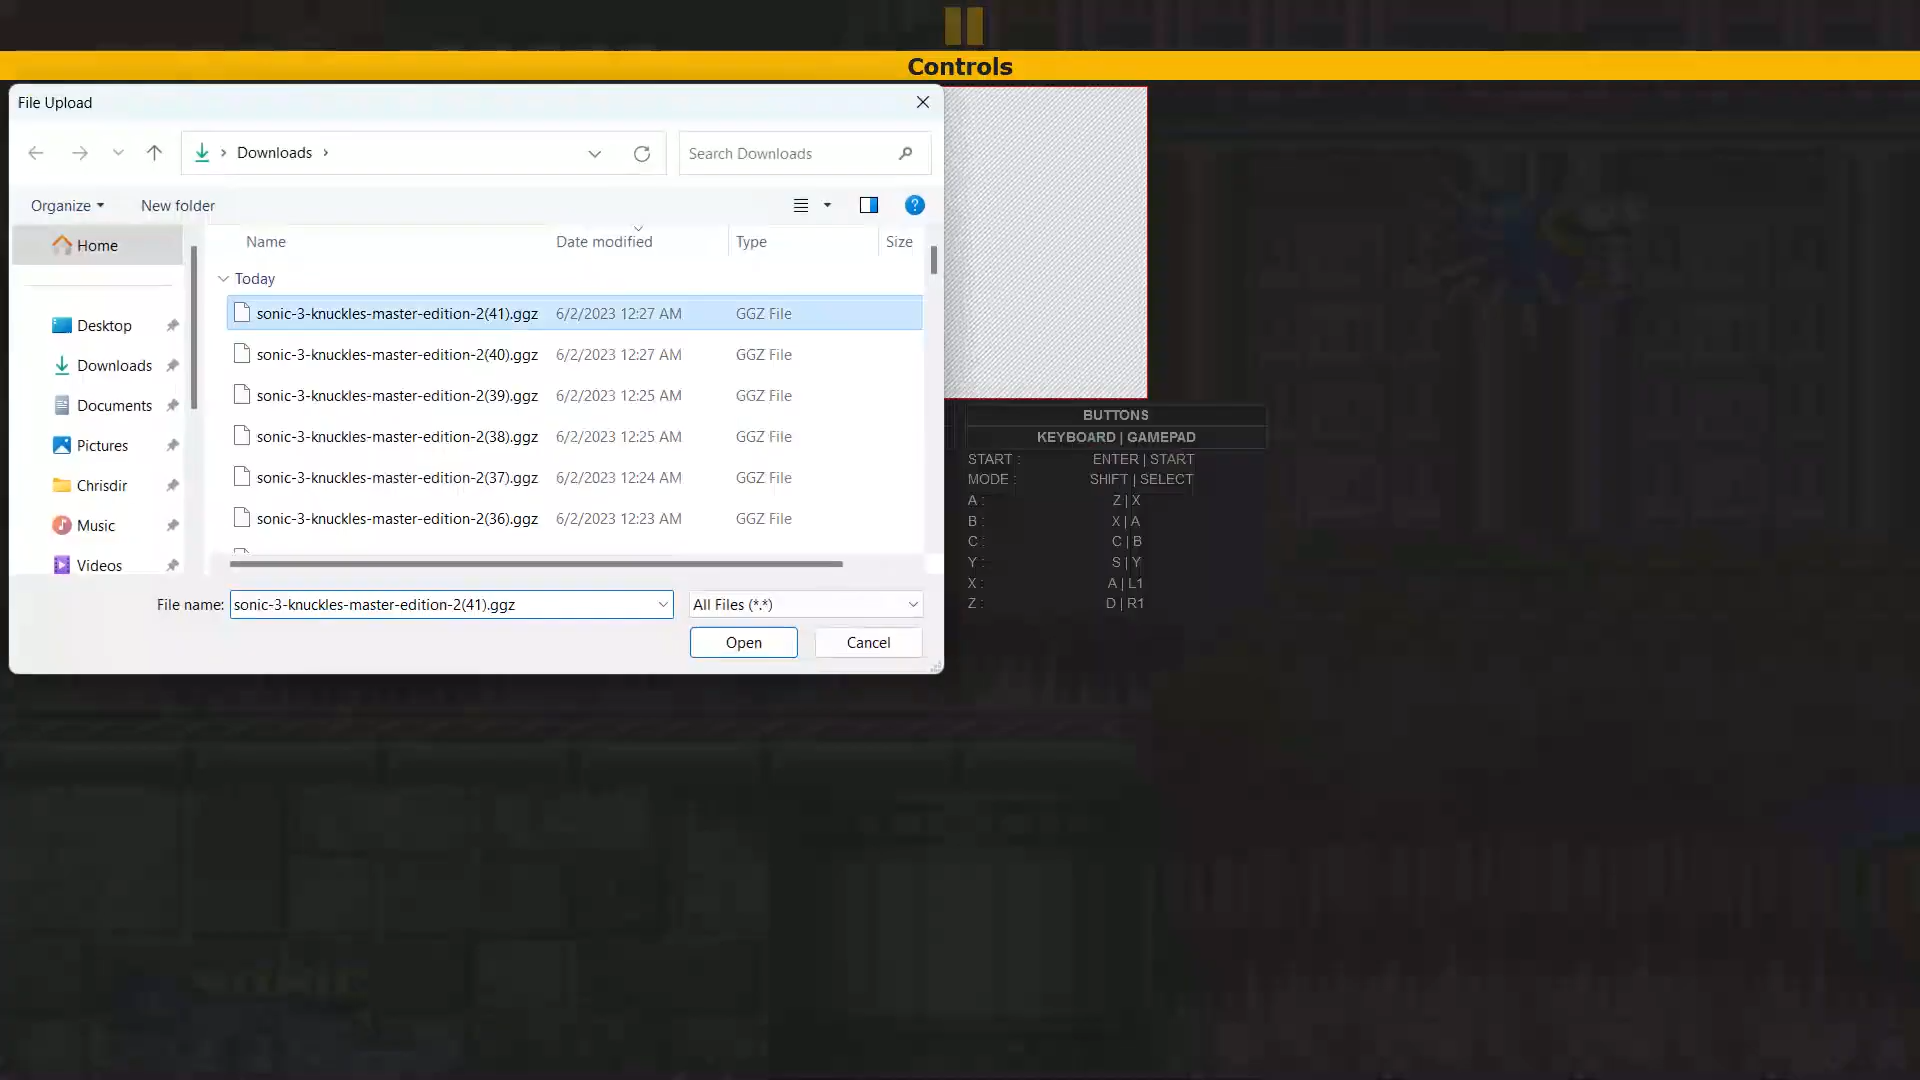 Controls
File Upload
Downloads
Search Downloads
Organize
New folder
Name Date modified Type Size
Home
Today
sonic-3-knuckles-master-edition-2(41).ggz 6/2/2023 12:27 AM GGZ File
Desktop
sonic-3-knuckles-master-edition-2(40).ggz 6/2/2023 12:27 AM GGZ File
Downloads
sonic-3-knuckles-master-edition-2(39).ggz 6/2/2023 12:25 AM GGZ File
Documents
sonic-3-knuckles-master-edition-2(38).ggz 6/2/2023 12:25 AM GGZ File
Pictures
sonic-3-knuckles-master-edition-2(37).ggz 6/2/2023 12:24 AM GGZ File
Chrisdir
sonic-3-knuckles-master-edition-2(36).ggz 6/2/2023 12:23 AM GGZ File
Music
Videos
File name: sonic-3-knuckles-master-edition-2(41).ggz All Files (*.*)
Open Cancel
BUTTONS
KEYBOARD | GAMEPAD
START : ENTER | START
MODE : SHIFT | SELECT
A : Z | X
B : X | A
C : C | B
Y : S | Y
X : A | L1
Z : D | R1